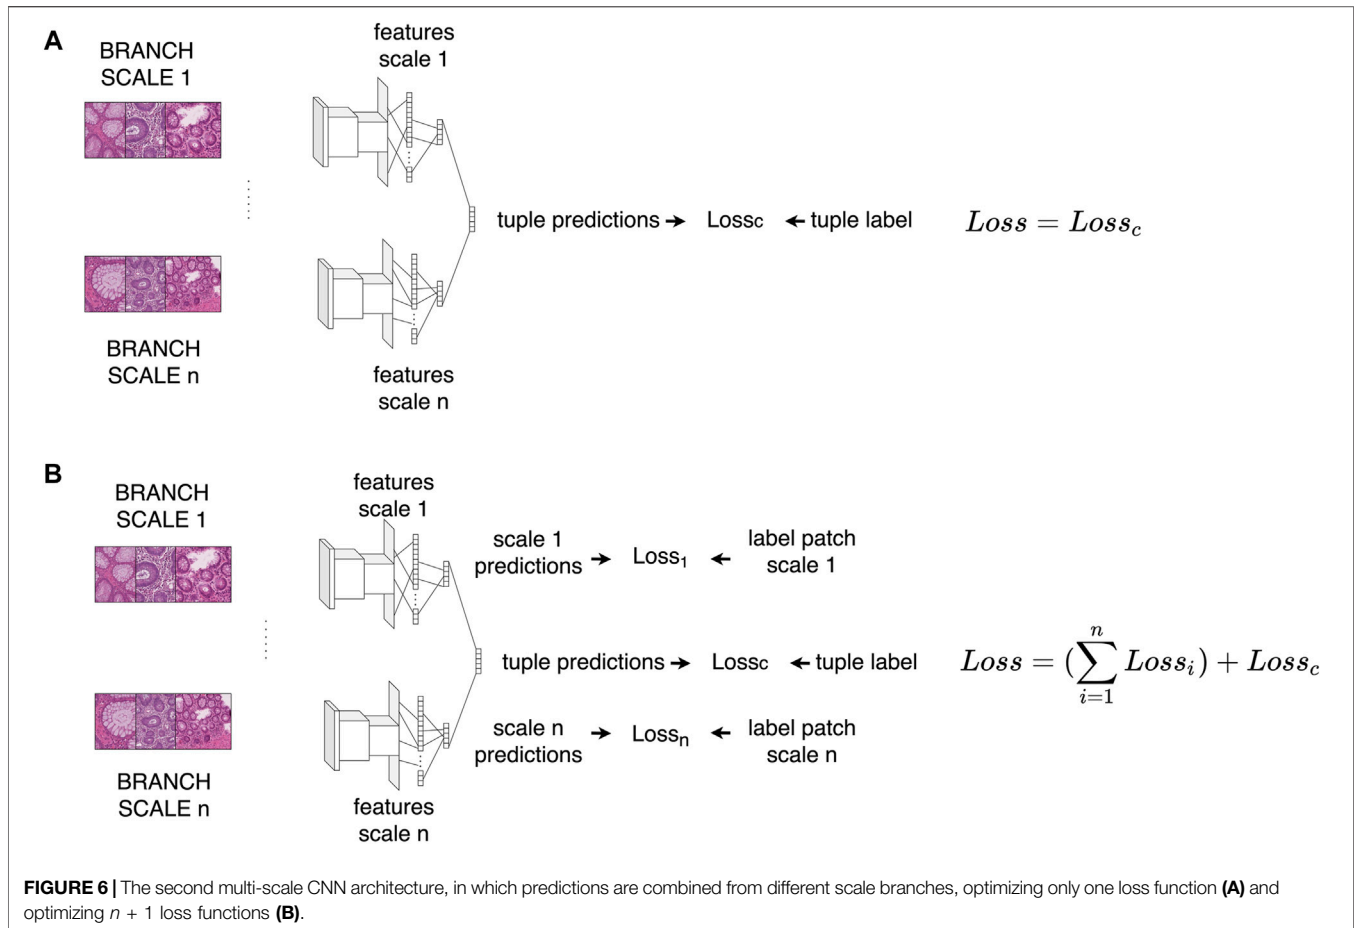 A
BRANCH
SCALE 1
features
scale 1
tuple predictions → Lossc ← tuple label
Loss = Loss_c
BRANCH
SCALE n
features
scale n
B
BRANCH
SCALE 1
features
scale 1
scale 1
predictions → Loss₁ ← label patch
scale 1
tuple predictions → Lossc ← tuple label
Loss = (∑_{i=1}^{n} Loss_i) + Loss_c
scale n
predictions → Loss_n ← label patch
scale n
BRANCH
SCALE n
features
scale n
FIGURE 6 | The second multi-scale CNN architecture, in which predictions are combined from different scale branches, optimizing only one loss function (A) and
optimizing n + 1 loss functions (B).